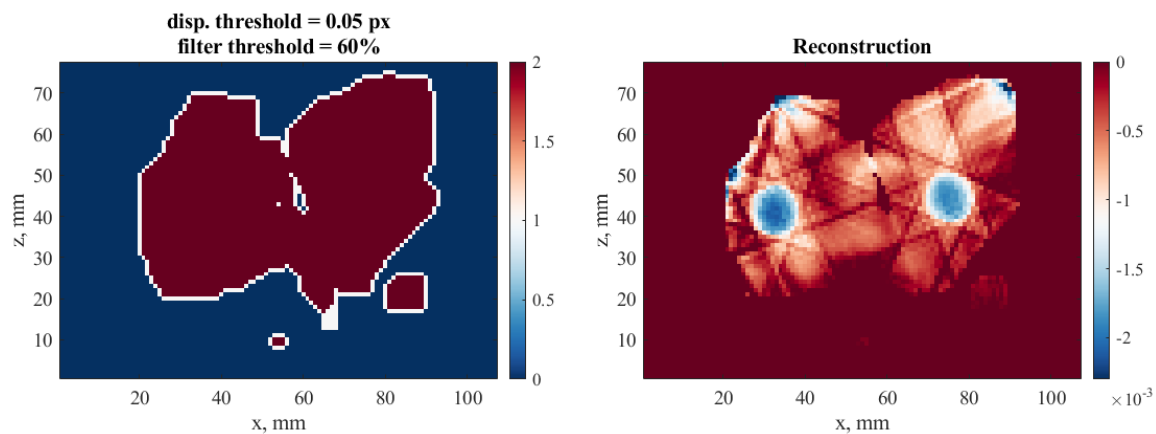 disp. threshold = 0.05 px
filter threshold = 60%
70
60
50
40
30
20
10
z, mm
20 40 60 80 100
x, mm
2
1.5
1
0.5
0
Reconstruction
70
60
50
40
30
20
10
z, mm
20 40 60 80 100
x, mm
0
-0.5
-1
-1.5
-2
×10⁻³